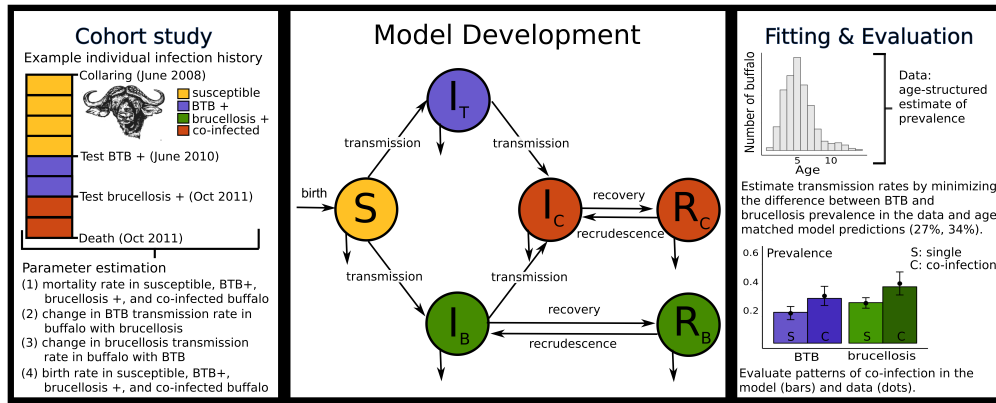 Cohort study
Example individual infection history
Collaring (June 2008)
susceptible
BTB +
brucellosis +
co-infected
Test BTB + (June 2010)
Test brucellosis + (Oct 2011)
Death (Oct 2011)
Parameter estimation
(1) mortality rate in susceptible, BTB+,
brucellosis +, and co-infected buffalo
(2) change in BTB transmission rate in
buffalo with brucellosis
(3) change in brucellosis transmission
rate in buffalo with BTB
(4) birth rate in susceptible, BTB+,
brucellosis +, and co-infected buffalo
Model Development
I_T
transmission
transmission
birth
S
I_C
recovery
recrudescence
R_C
transmission
transmission
I_B
recovery
recrudescence
R_B
Fitting & Evaluation
Number of buffalo
5
10
Age
Data:
age-structured
estimate of
prevalence
Estimate transmission rates by minimizing
the difference between BTB and
brucellosis prevalence in the data and age
matched model predictions (27%, 34%).
Prevalence
S: single
C: co-infection
0.6
0.4
0.2
S
C
S
C
BTB
brucellosis
Evaluate patterns of co-infection in the
model (bars) and data (dots).